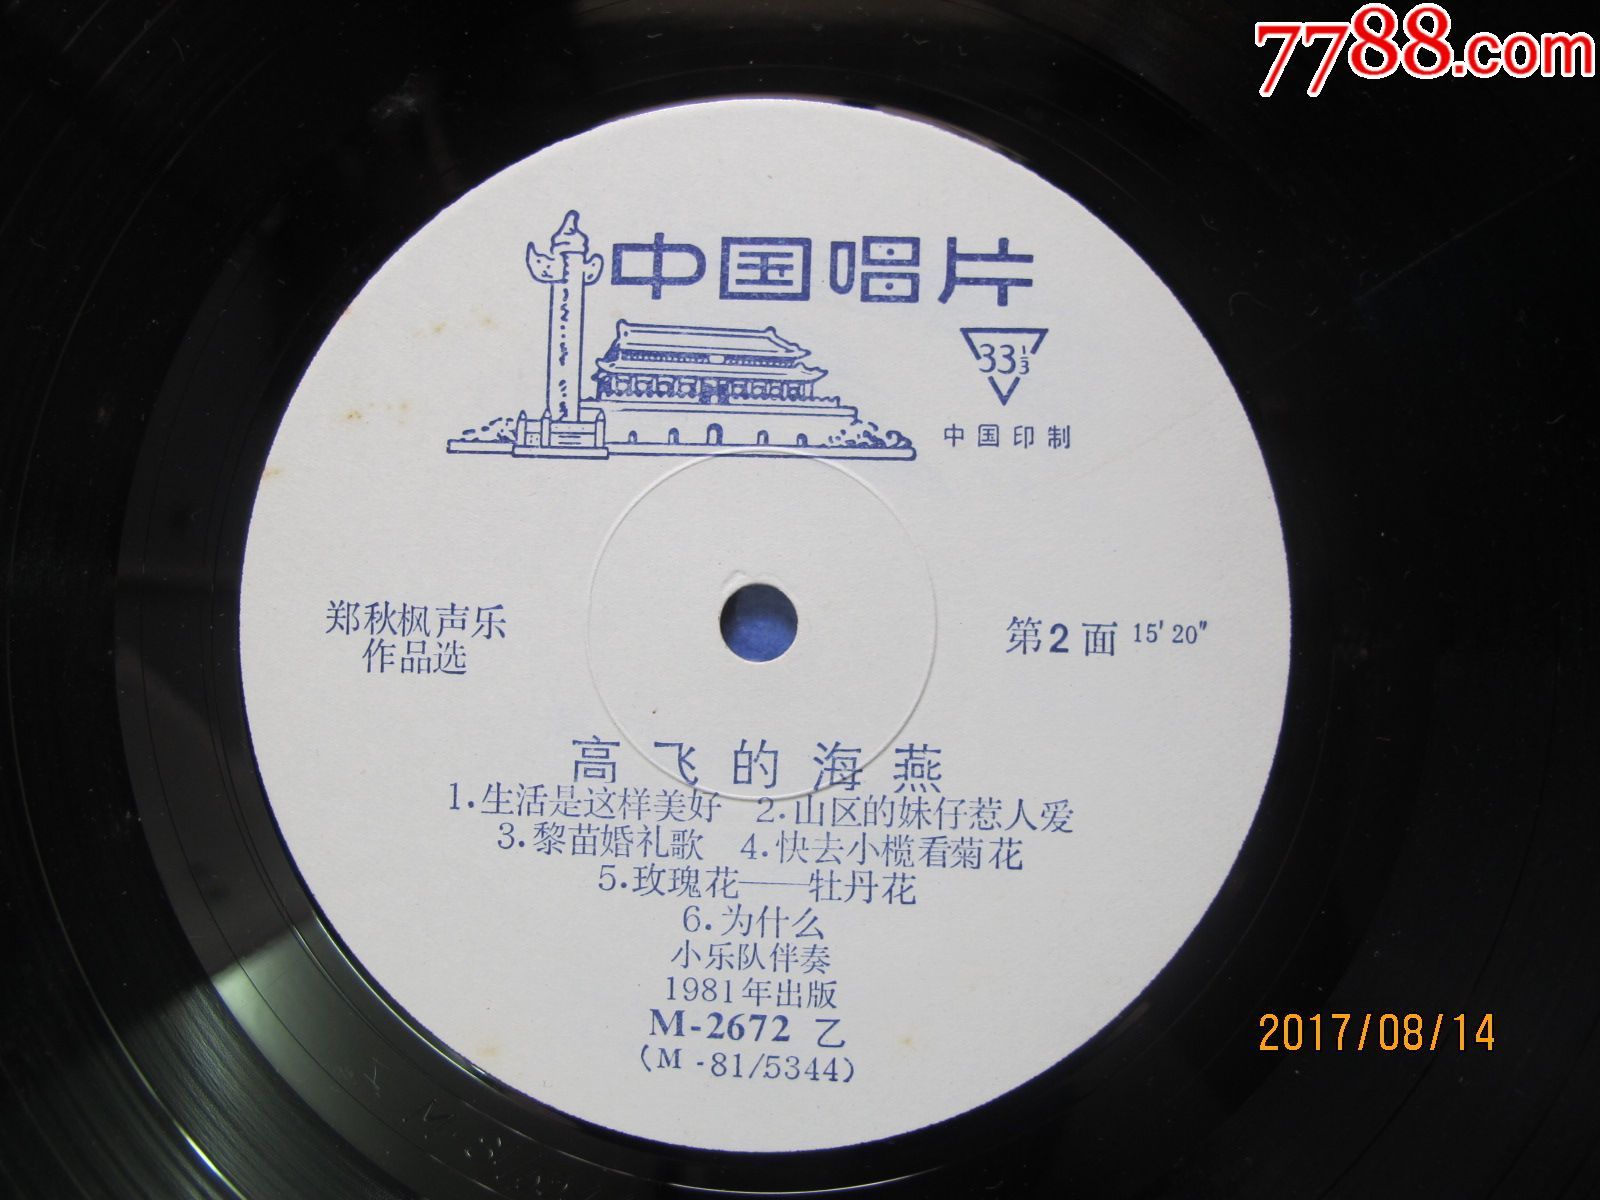 7788.com
中国唱片
33 1/3
中国印制
郑秋枫声乐
作品选
第2面 15′20″
高飞的海燕
1.生活是这样美好 2.山区的妹仔惹人爱
3.黎苗婚礼歌 4.快去小榄看菊花
5.玫瑰花——牡丹花
6.为什么
小乐队伴奏
1981年出版
M-2672 乙
(M-81/5344)
2017/08/14